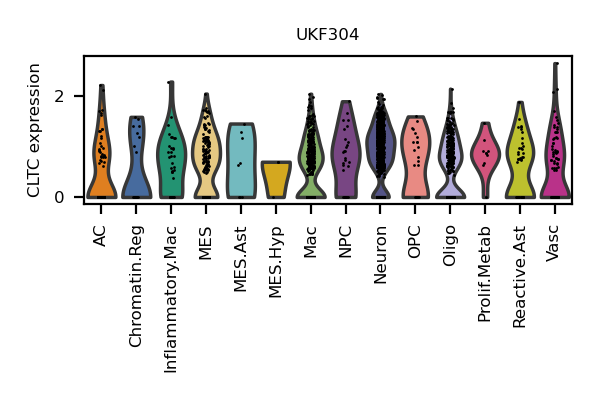 UKF304
CLTC expression
2
0
AC
Chromatin.Reg
Inflammatory.Mac
MES
MES.Ast
MES.Hyp
Mac
NPC
Neuron
OPC
Oligo
Prolif.Metab
Reactive.Ast
Vasc